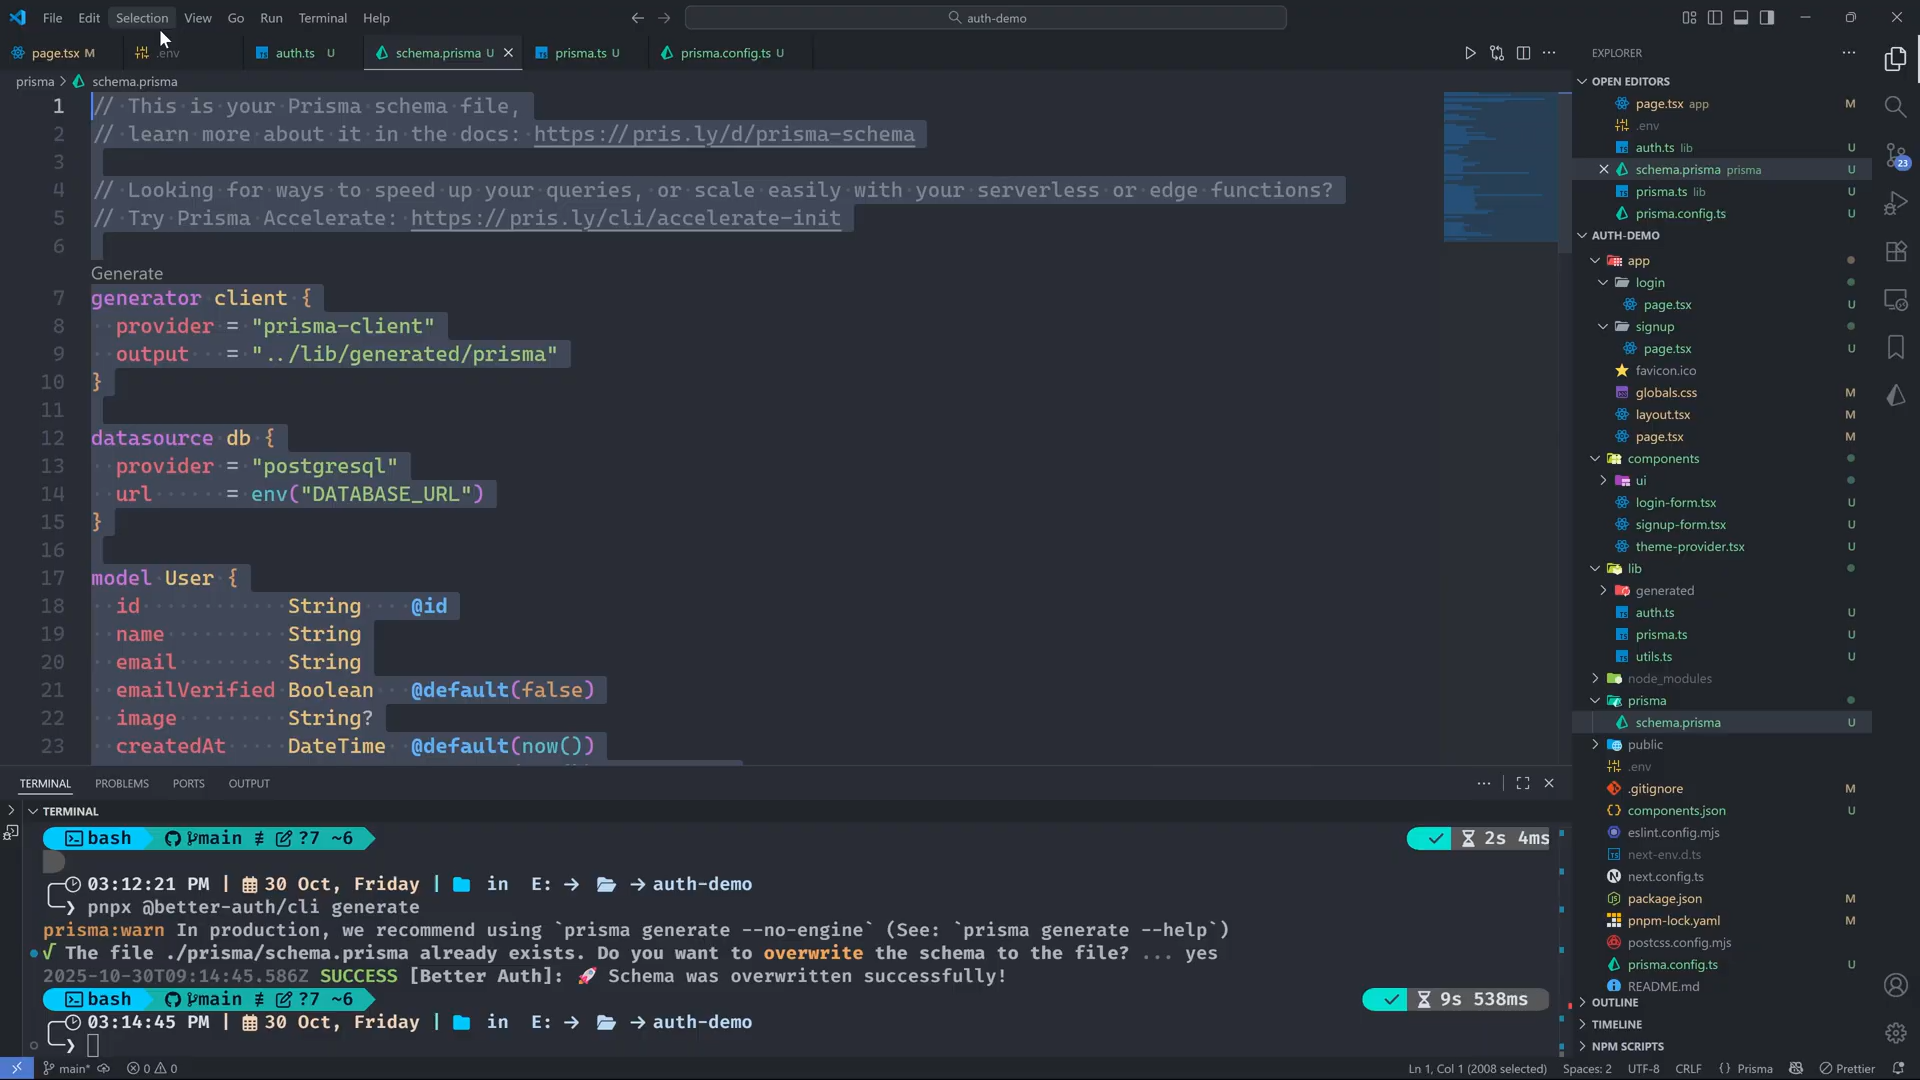 File Edit Selection View Go Run Terminal Help
auth-demo
page.tsx M
.env
auth.ts U
schema.prisma U
prisma.ts U
prisma.config.ts U
prisma > schema.prisma
1 // This is your Prisma schema file,
2 // learn more about it in the docs: https://pris.ly/d/prisma-schema
3
4 // Looking for ways to speed up your queries, or scale easily with your serverless or edge functions?
5 // Try Prisma Accelerate: https://pris.ly/cli/accelerate-init
6
Generate
7 generator client {
8 provider = "prisma-client"
9 output = "../lib/generated/prisma"
10 }
11
12 datasource db {
13 provider = "postgresql"
14 url = env("DATABASE_URL")
15 }
16
17 model User {
18 id String @id
19 name String
20 email String
21 emailVerified Boolean @default(false)
22 image String?
23 createdAt DateTime @default(now())
TERMINAL PROBLEMS PORTS OUTPUT
TERMINAL
bash main ≢ ?7 ~6
2s 4ms
03:12:21 PM | 30 Oct, Friday | in E: → → auth-demo
pnpx @better-auth/cli generate
prisma:warn In production, we recommend using `prisma generate --no-engine` (See: `prisma generate --help`)
√ The file ./prisma/schema.prisma already exists. Do you want to overwrite the schema to the file? ... yes
2025-10-30T09:14:45.586Z SUCCESS [Better Auth]: 🚀 Schema was overwritten successfully!
bash main ≢ ?7 ~6
9s 538ms
03:14:45 PM | 30 Oct, Friday | in E: → → auth-demo
EXPLORER
OPEN EDITORS
page.tsx app M
.env
auth.ts lib U
schema.prisma prisma U
prisma.ts lib U
prisma.config.ts U
AUTH-DEMO
app
login
page.tsx U
signup
page.tsx U
favicon.ico
globals.css M
layout.tsx M
page.tsx M
components
ui
login-form.tsx U
signup-form.tsx U
theme-provider.tsx U
lib
generated
auth.ts U
prisma.ts U
utils.ts U
node_modules
prisma
schema.prisma U
public
.env
.gitignore M
components.json U
eslint.config.mjs
next-env.d.ts
next.config.ts
package.json M
pnpm-lock.yaml M
postcss.config.mjs
prisma.config.ts U
README.md
OUTLINE
TIMELINE
NPM SCRIPTS
23
main* 0 0
Ln 1, Col 1 (2008 selected) Spaces: 2 UTF-8 CRLF {} Prisma Prettier